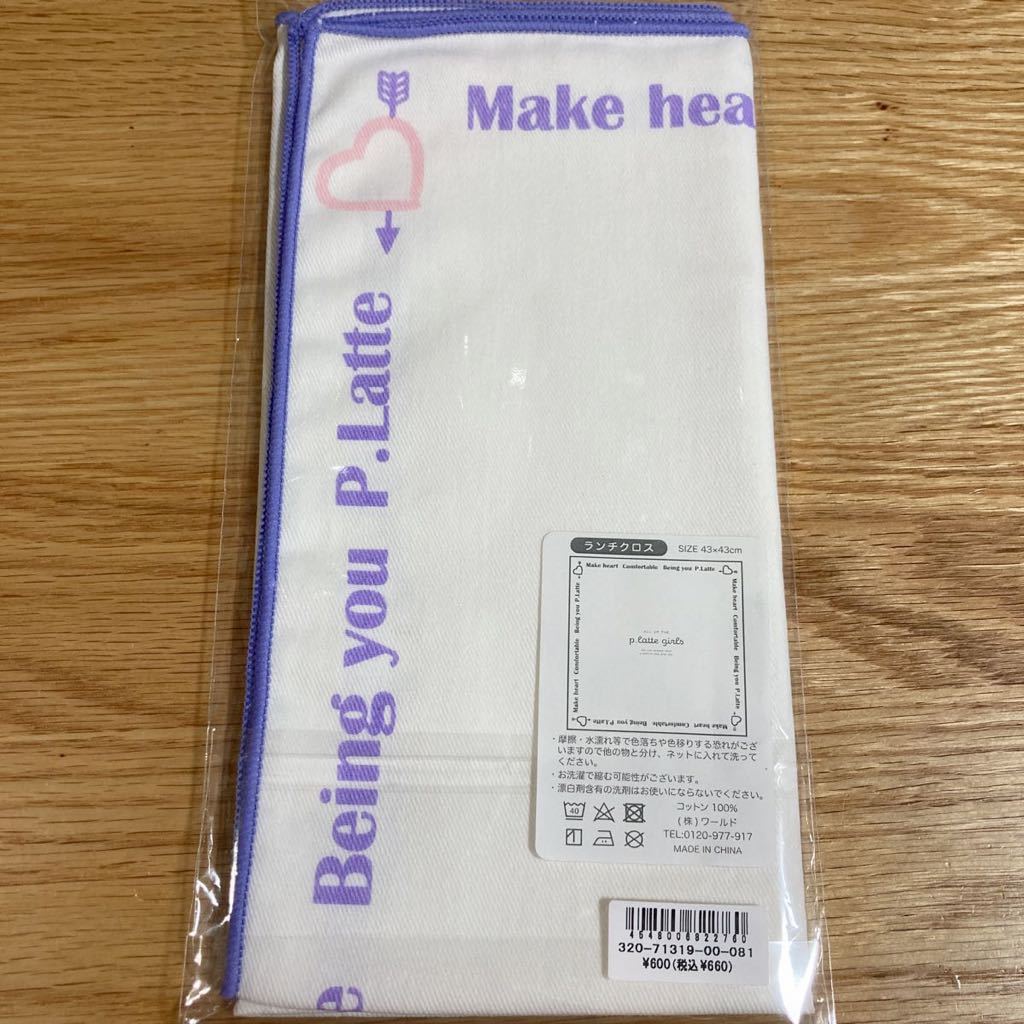 Make hea
Being you P.Latte
e
ランチクロス SIZE 43×43cm
Make heart Comfortable Being you P.Latte
Make heart Comfortable Being you P.Latte
Make heart Comfortable Being you P.Latte
Make heart Comfortable Being you P.Latte
p.latte girls
・摩擦・水濡れ等で色落ちや色移りする恐れがござ
いますので他の物と分け、ネットに入れて洗って
ください。
・お洗濯で縮む可能性がございます。
・漂白剤含有の洗剤はお使いにならないでください。
40
コットン 100%
(株)ワールド
TEL:0120-977-917
MADE IN CHINA
4548006822760
320-71319-00-081
¥600(税込¥660)